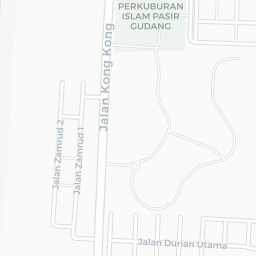 PERKUBURAN
ISLAM PASIR
GUDANG
Jalan Kong Kong
Jalan Zamrud 2
Jalan Zamrud 1
Jalan Durian Utama